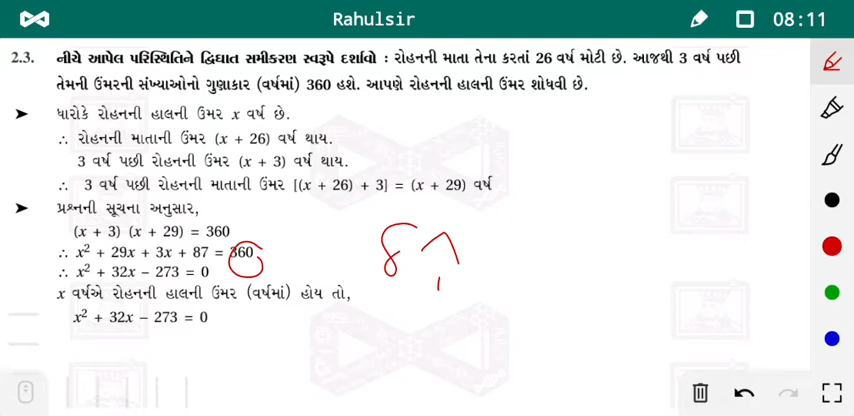 Rahulsir
08:11
2.3. નીચે આપેલ પરિસ્થિતિને દ્વિઘાત સમીકરણ સ્વરૂપે દર્શાવો : રોહનની માતા તેના કરતાં 26 વર્ષ મોટી છે. આજથી 3 વર્ષ પછી
તેમની ઉંમરની સંખ્યાઓનો ગુણાકાર (વર્ષમાં) 360 હશે. આપણે રોહનની હાલની ઉંમર શોધવી છે.
➤ ધારોકે રોહનની હાલની ઉંમર x વર્ષ છે.
∴ રોહનની માતાની ઉંમર (x + 26) વર્ષ થાય.
3 વર્ષ પછી રોહનની ઉંમર (x + 3) વર્ષ થાય.
∴ 3 વર્ષ પછી રોહનની માતાની ઉંમર [(x + 26) + 3] = (x + 29) વર્ષ
➤ પ્રશ્નની સૂચના અનુસાર,
(x + 3) (x + 29) = 360
∴ x² + 29x + 3x + 87 = 360
∴ x² + 32x – 273 = 0
x વર્ષએ રોહનની હાલની ઉંમર (વર્ષમાં) હોય તો,
x² + 32x – 273 = 0